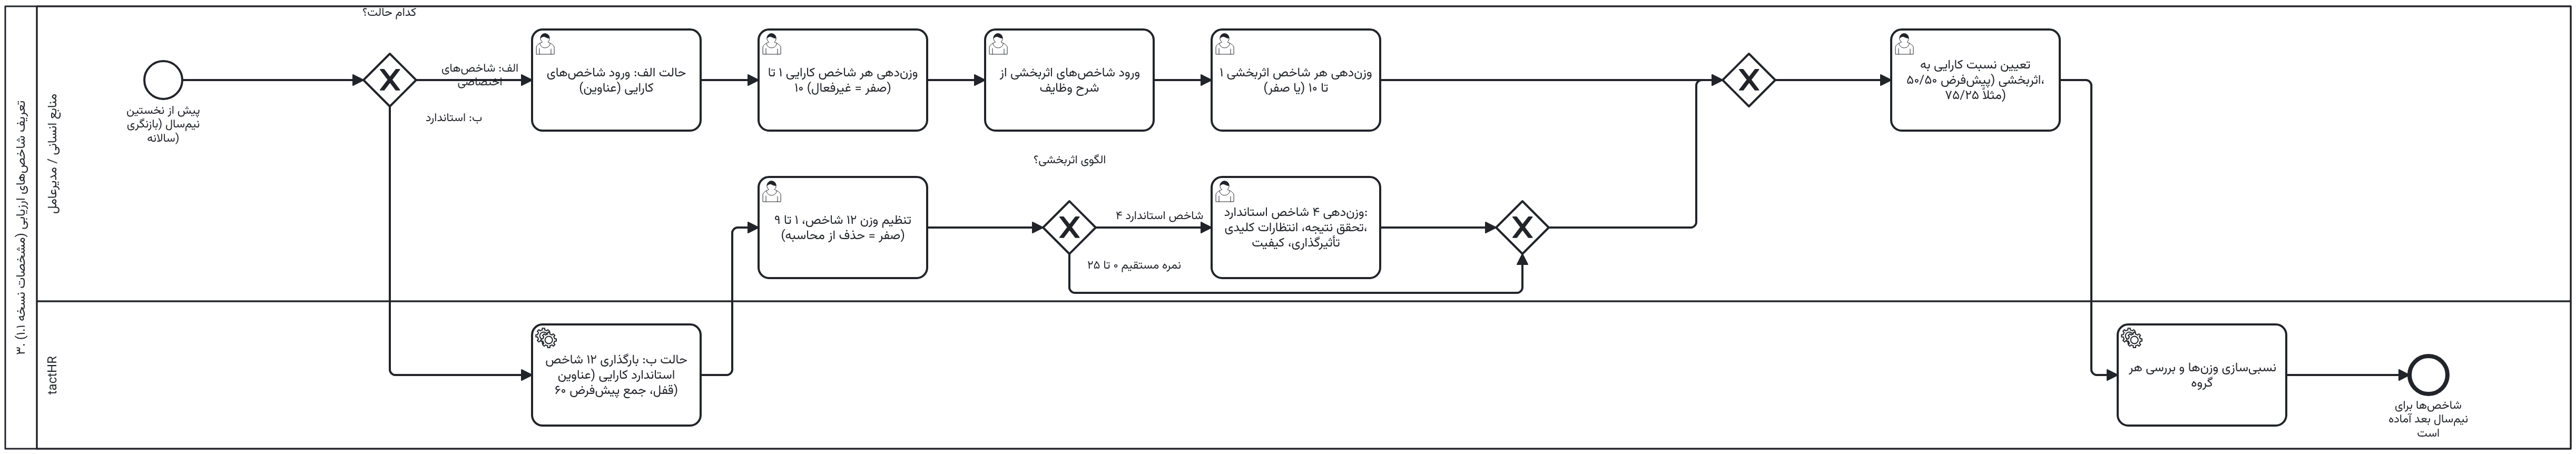 ۳. تعریف شاخص‌های ارزیابی (مشخصات نسخه ۱.۱)
منابع انسانی / مدیرعامل
tactHR
پیش از نخستین
نیم‌سال (بازنگری
سالانه)
کدام حالت؟
الف: شاخص‌های
اختصاصی
ب: استاندارد
حالت الف: ورود شاخص‌های
کارایی (عناوین)
وزن‌دهی هر شاخص کارایی ۱ تا
۱۰ (صفر = غیرفعال)
ورود شاخص‌های اثربخشی از
شرح وظایف
وزن‌دهی هر شاخص اثربخشی ۱
تا ۱۰ (یا صفر)
تعیین نسبت کارایی به
اثربخشی (پیش‌فرض ۵۰/۵۰،
مثلاً ۷۵/۲۵)
تنظیم وزن ۱۲ شاخص، ۱ تا ۹
(صفر = حذف از محاسبه)
الگوی اثربخشی؟
۴ شاخص استاندارد
نمره مستقیم ۰ تا ۲۵
وزن‌دهی ۴ شاخص استاندارد:
تحقق نتیجه، انتظارات کلیدی،
تأثیرگذاری، کیفیت
حالت ب: بارگذاری ۱۲ شاخص
استاندارد کارایی (عناوین
قفل، جمع پیش‌فرض ۶۰)
نسبی‌سازی وزن‌ها و بررسی هر
گروه
شاخص‌ها برای
نیم‌سال بعد آماده
است